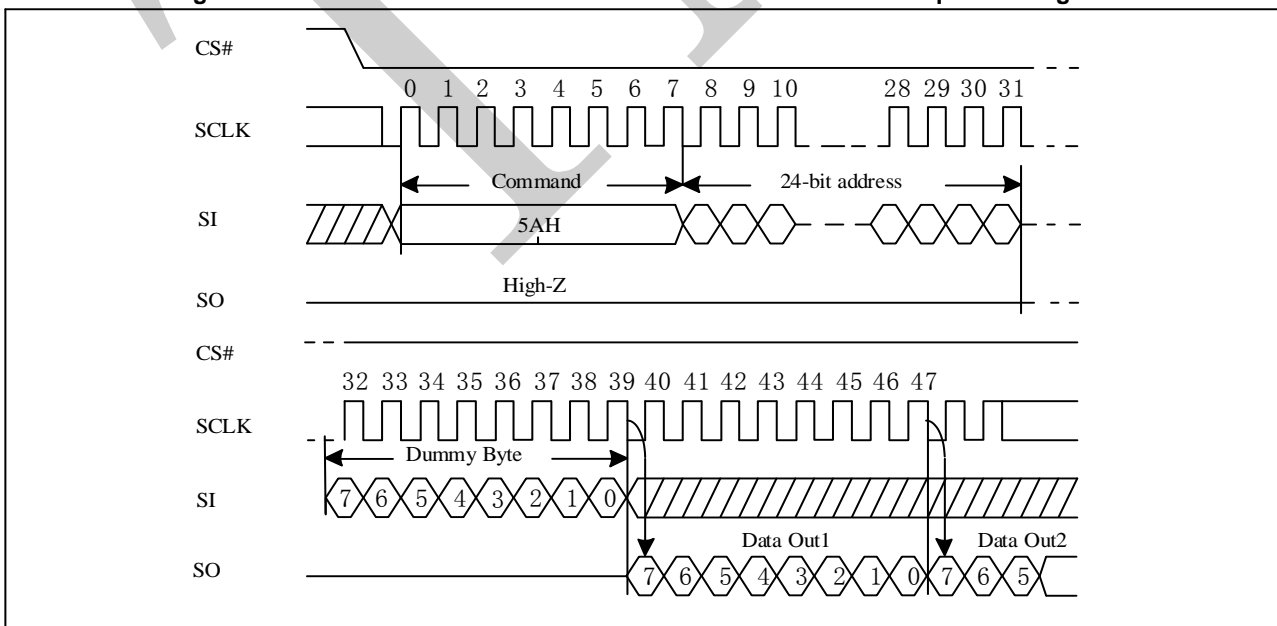 CS#
0 1 2 3 4 5 6 7 8 9 10 28 29 30 31
SCLK
Command 24-bit address
SI
5AH
High-Z
SO
CS#
32 33 34 35 36 37 38 39 40 41 42 43 44 45 46 47
SCLK
Dummy Byte
SI 7 6 5 4 3 2 1 0
Data Out1 Data Out2
SO 7 6 5 4 3 2 1 0 7 6 5